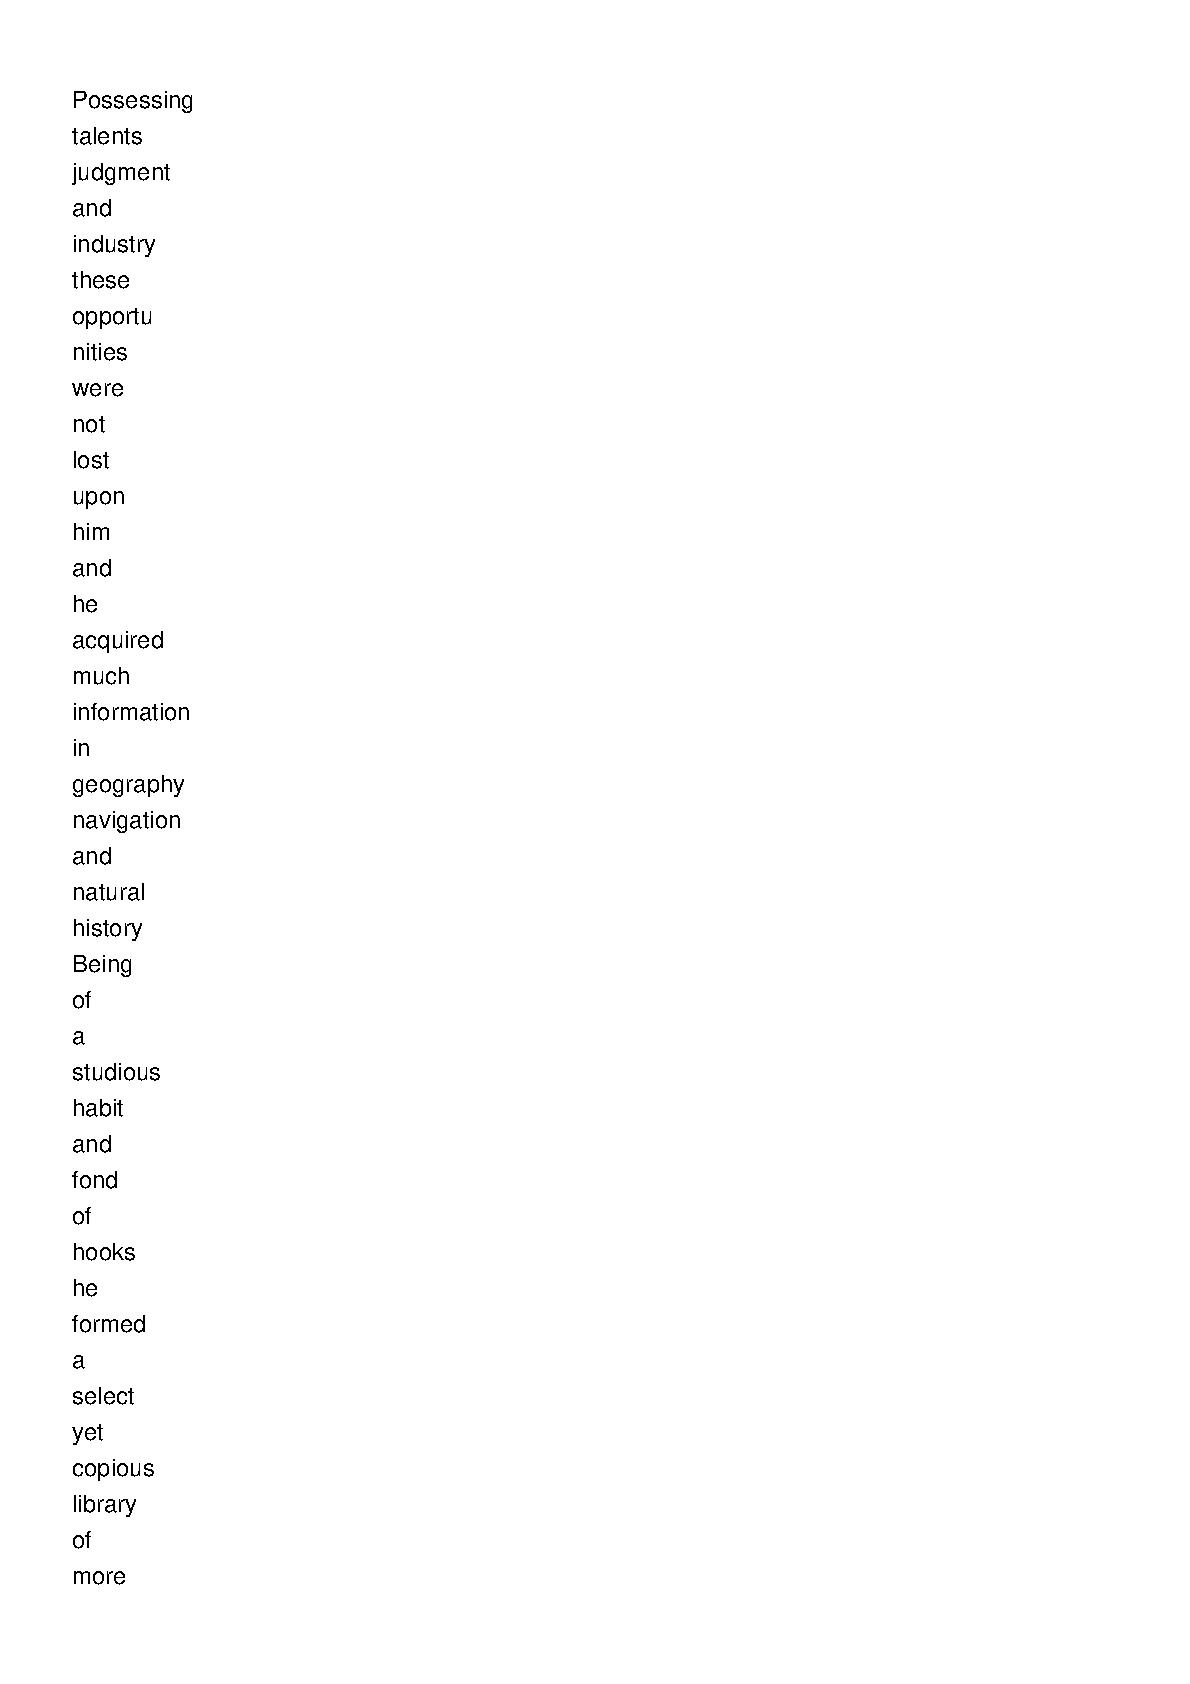 Possessing
talents
judgment
and
industry
these
opportu
nities
were
not
lost
upon
him
and
he
acquired
much
information
in
geography
navigation
and
natural
history
Being
of
a
studious
habit
and
fond
of
hooks
he
formed
a
select
yet
copious
library
of
more